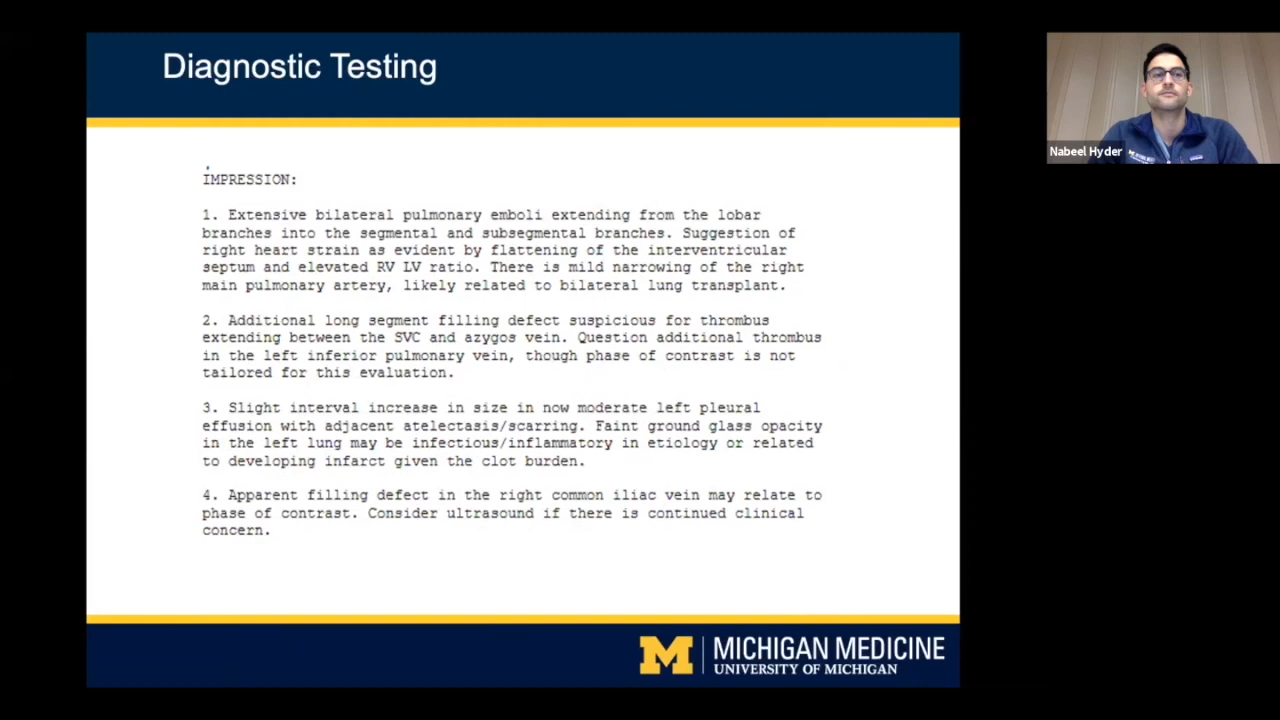 Diagnostic Testing
IMPRESSION:
1. Extensive bilateral pulmonary emboli extending from the lobar
branches into the segmental and subsegmental branches. Suggestion of
right heart strain as evident by flattening of the interventricular
septum and elevated RV LV ratio. There is mild narrowing of the right
main pulmonary artery, likely related to bilateral lung transplant.
2. Additional long segment filling defect suspicious for thrombus
extending between the SVC and azygos vein. Question additional thrombus
in the left inferior pulmonary vein, though phase of contrast is not
tailored for this evaluation.
3. Slight interval increase in size in now moderate left pleural
effusion with adjacent atelectasis/scarring. Faint ground glass opacity
in the left lung may be infectious/inflammatory in etiology or related
to developing infarct given the clot burden.
4. Apparent filling defect in the right common iliac vein may relate to
phase of contrast. Consider ultrasound if there is continued clinical
concern.
M MICHIGAN MEDICINE
UNIVERSITY OF MICHIGAN
Nabeel Hyder